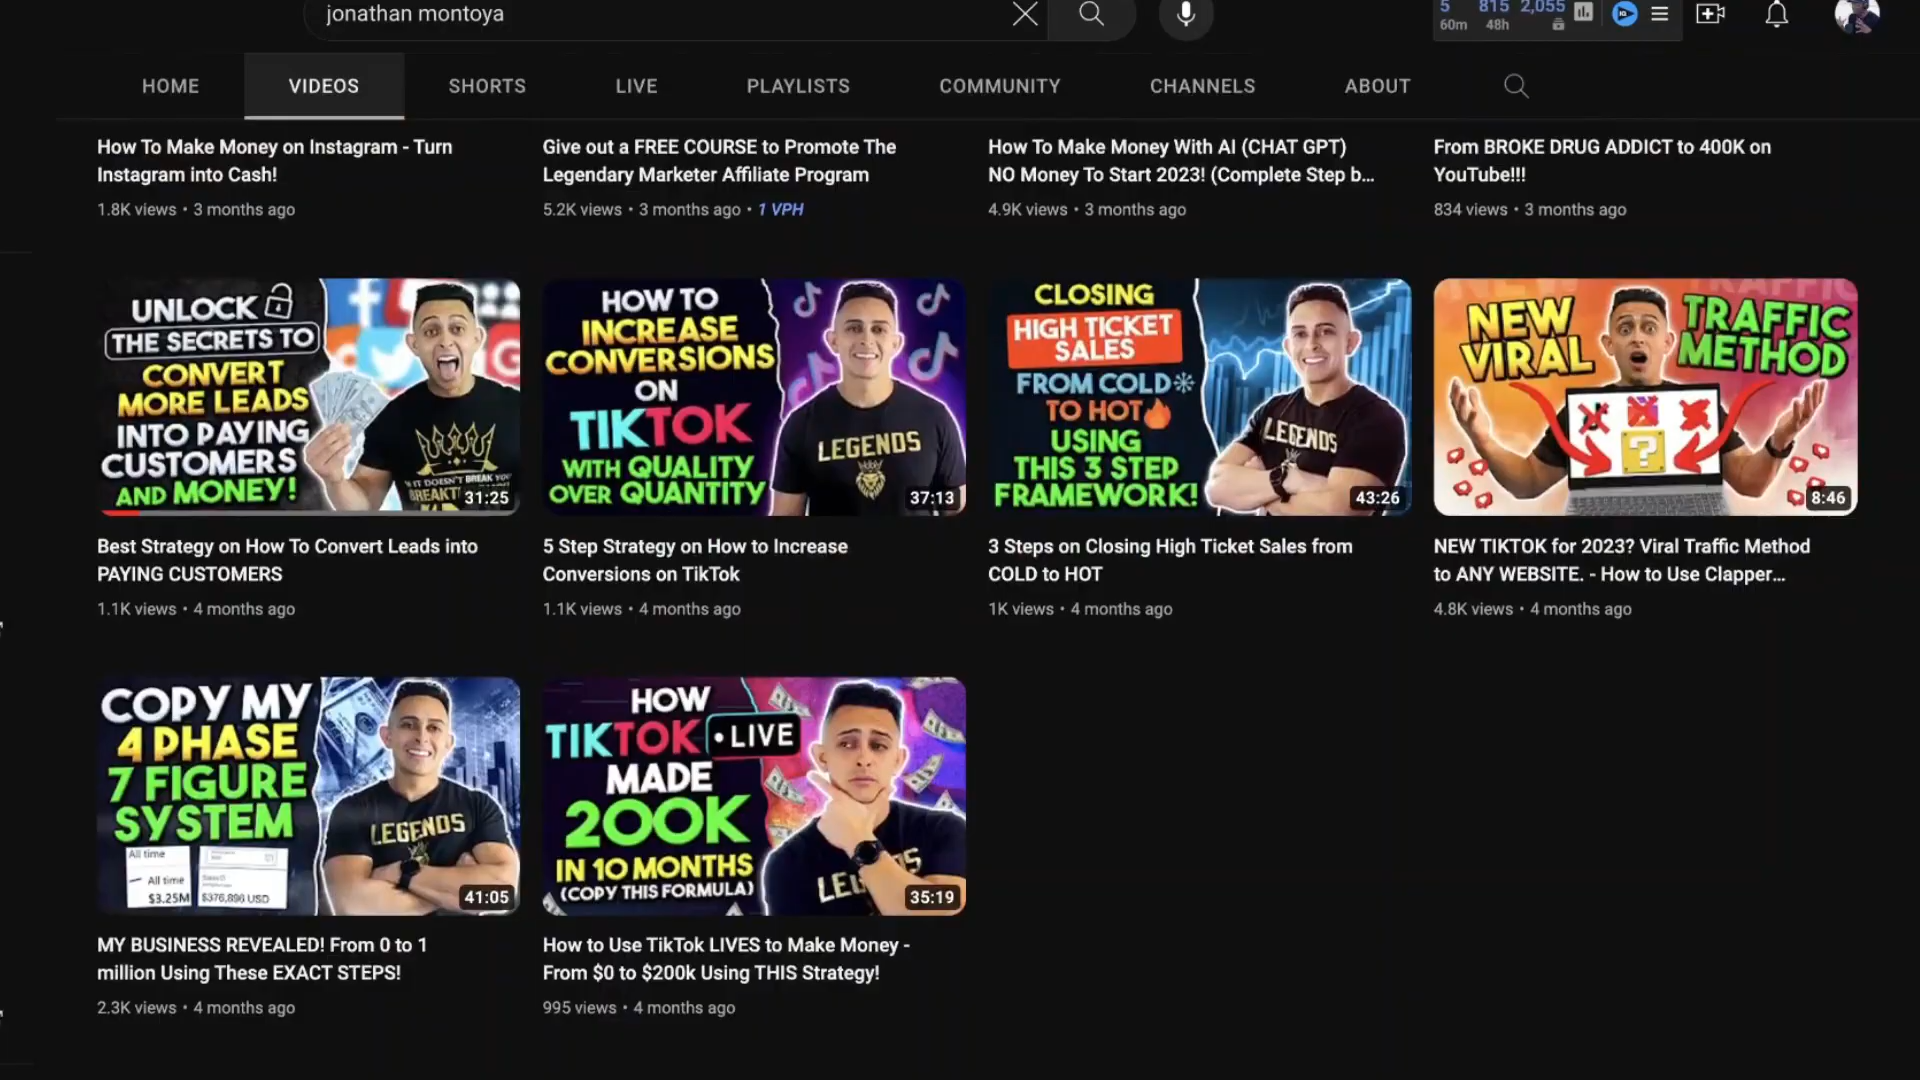 jonathan montoya
5 815 2,055
60m 48h
HOME VIDEOS SHORTS LIVE PLAYLISTS COMMUNITY CHANNELS ABOUT
How To Make Money on Instagram - Turn
Instagram into Cash!
1.8K views • 3 months ago
Give out a FREE COURSE to Promote The
Legendary Marketer Affiliate Program
5.2K views • 3 months ago • 1 VPH
How To Make Money With AI (CHAT GPT)
NO Money To Start 2023! (Complete Step b...
4.9K views • 3 months ago
From BROKE DRUG ADDICT to 400K on
YouTube!!!
834 views • 3 months ago
UNLOCK
THE SECRETS TO
CONVERT
MORE LEADS
INTO PAYING
CUSTOMERS
AND MONEY!
31:25
Best Strategy on How To Convert Leads into
PAYING CUSTOMERS
1.1K views • 4 months ago
HOW TO
INCREASE
CONVERSIONS
ON
TIKTOK
WITH QUALITY
OVER QUANTITY
LEGENDS
37:13
5 Step Strategy on How to Increase
Conversions on TikTok
1.1K views • 4 months ago
CLOSING
HIGH TICKET
SALES
FROM COLD
TO HOT
USING
THIS 3 STEP
FRAMEWORK!
LEGENDS
43:26
3 Steps on Closing High Ticket Sales from
COLD to HOT
1K views • 4 months ago
NEW
VIRAL
TRAFFIC
METHOD
?
8:46
NEW TIKTOK for 2023? Viral Traffic Method
to ANY WEBSITE. - How to Use Clapper...
4.8K views • 4 months ago
COPY MY
4 PHASE
7 FIGURE
SYSTEM
LEGENDS
All time
All time
$3.25M
$376,896 USD
41:05
MY BUSINESS REVEALED! From 0 to 1
million Using These EXACT STEPS!
2.3K views • 4 months ago
HOW
TIKTOK • LIVE
MADE
200K
IN 10 MONTHS
(COPY THIS FORMULA)
35:19
How to Use TikTok LIVES to Make Money -
From $0 to $200k Using THIS Strategy!
995 views • 4 months ago